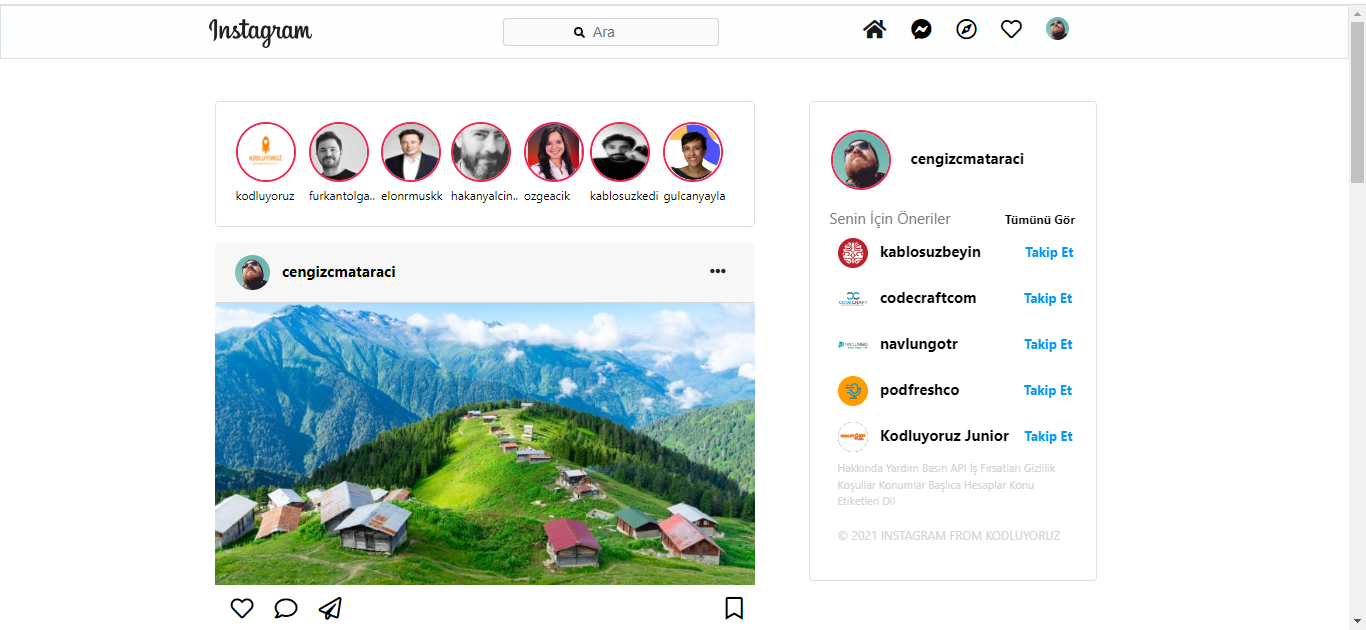 Instagram
Ara
KODLUYORUZ
kodluyoruz
furkantolga..
elonrmuskk
hakanyalcin..
ozgeacik
kablosuzkedi
gulcanyayla
cengizcmataraci
cengizcmataraci
Senin İçin Öneriler
Tümünü Gör
kablosuzbeyin
Takip Et
CODECRAFT
codecraftcom
Takip Et
NAVLUNGO
navlungotr
Takip Et
podfreshco
Takip Et
Kodluyoruz Junior
Takip Et
Hakkında Yardım Basın API İş Fırsatları Gizlilik
Koşullar Konumlar Başlıca Hesaplar Konu
Etiketleri Dil
© 2021 INSTAGRAM FROM KODLUYORUZ